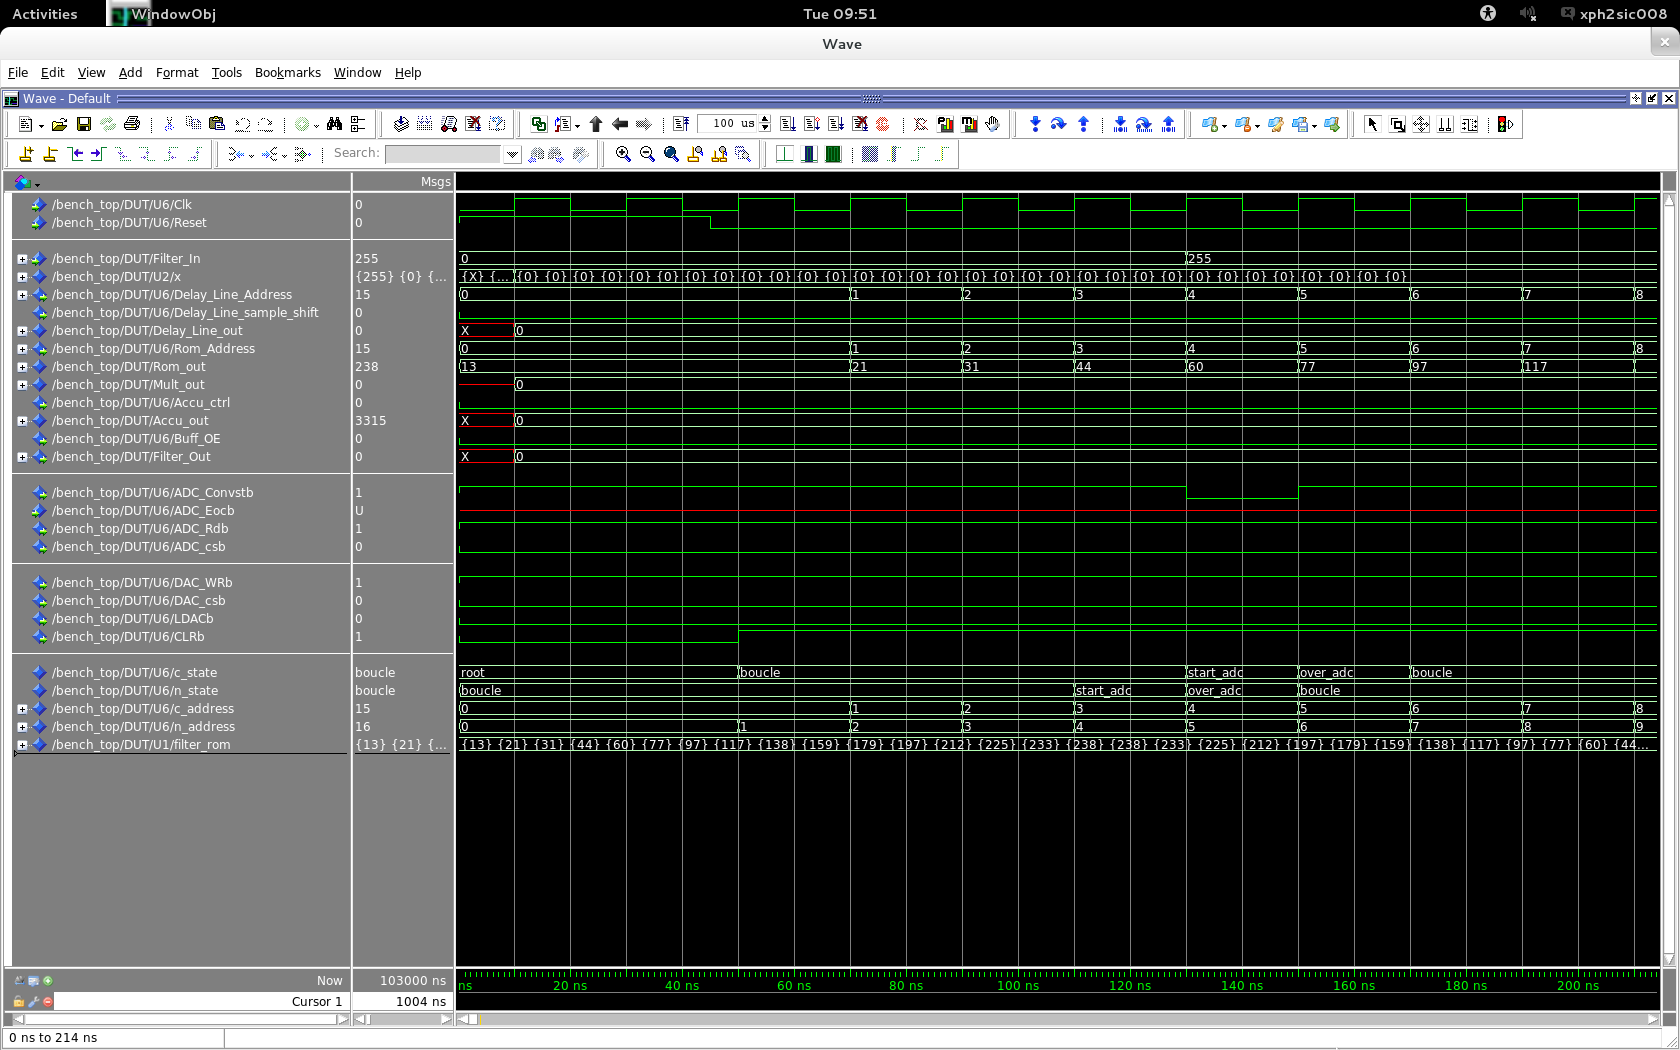 Activities WindowObj Tue 09:51 xph2sic008
Wave
File Edit View Add Format Tools Bookmarks Window Help
Wave - Default
100 us
Search:
Msgs
/bench_top/DUT/U6/Clk 0
/bench_top/DUT/U6/Reset 0
/bench_top/DUT/Filter_In 255 0 255
/bench_top/DUT/U2/x {255} {0} {... {X} {... {0} {0} {0} {0} {0} {0} {0} {0} {0} {0} {0} {0} {0} {0} {0} {0} {0} {0} {0} {0} {0} {0} {0} {0} {0} {0} {0} {0} {0} {0} {0} {0}
/bench_top/DUT/U6/Delay_Line_Address 15 0 1 2 3 4 5 6 7 8
/bench_top/DUT/U6/Delay_Line_sample_shift 0
/bench_top/DUT/Delay_Line_out 0 X 0
/bench_top/DUT/U6/Rom_Address 15 0 1 2 3 4 5 6 7 8
/bench_top/DUT/Rom_out 238 13 21 31 44 60 77 97 117
/bench_top/DUT/Mult_out 0 0
/bench_top/DUT/U6/Accu_ctrl 0
/bench_top/DUT/Accu_out 3315 X 0
/bench_top/DUT/U6/Buff_OE 0
/bench_top/DUT/Filter_Out 0 X 0
/bench_top/DUT/U6/ADC_Convstb 1
/bench_top/DUT/U6/ADC_Eocb U
/bench_top/DUT/U6/ADC_Rdb 1
/bench_top/DUT/U6/ADC_csb 0
/bench_top/DUT/U6/DAC_WRb 1
/bench_top/DUT/U6/DAC_csb 0
/bench_top/DUT/U6/LDACb 0
/bench_top/DUT/U6/CLRb 1
/bench_top/DUT/U6/c_state boucle root boucle start_adc over_adc boucle
/bench_top/DUT/U6/n_state boucle boucle start_adc over_adc boucle
/bench_top/DUT/U6/c_address 15 0 1 2 3 4 5 6 7 8
/bench_top/DUT/U6/n_address 16 0 1 2 3 4 5 6 7 8 9
/bench_top/DUT/U1/filter_rom {13} {21} {... {13} {21} {31} {44} {60} {77} {97} {117} {138} {159} {179} {197} {212} {225} {233} {238} {238} {233} {225} {212} {197} {179} {159} {138} {117} {97} {77} {60} {44...
Now 103000 ns ns 20 ns 40 ns 60 ns 80 ns 100 ns 120 ns 140 ns 160 ns 180 ns 200 ns
Cursor 1 1004 ns
0 ns to 214 ns